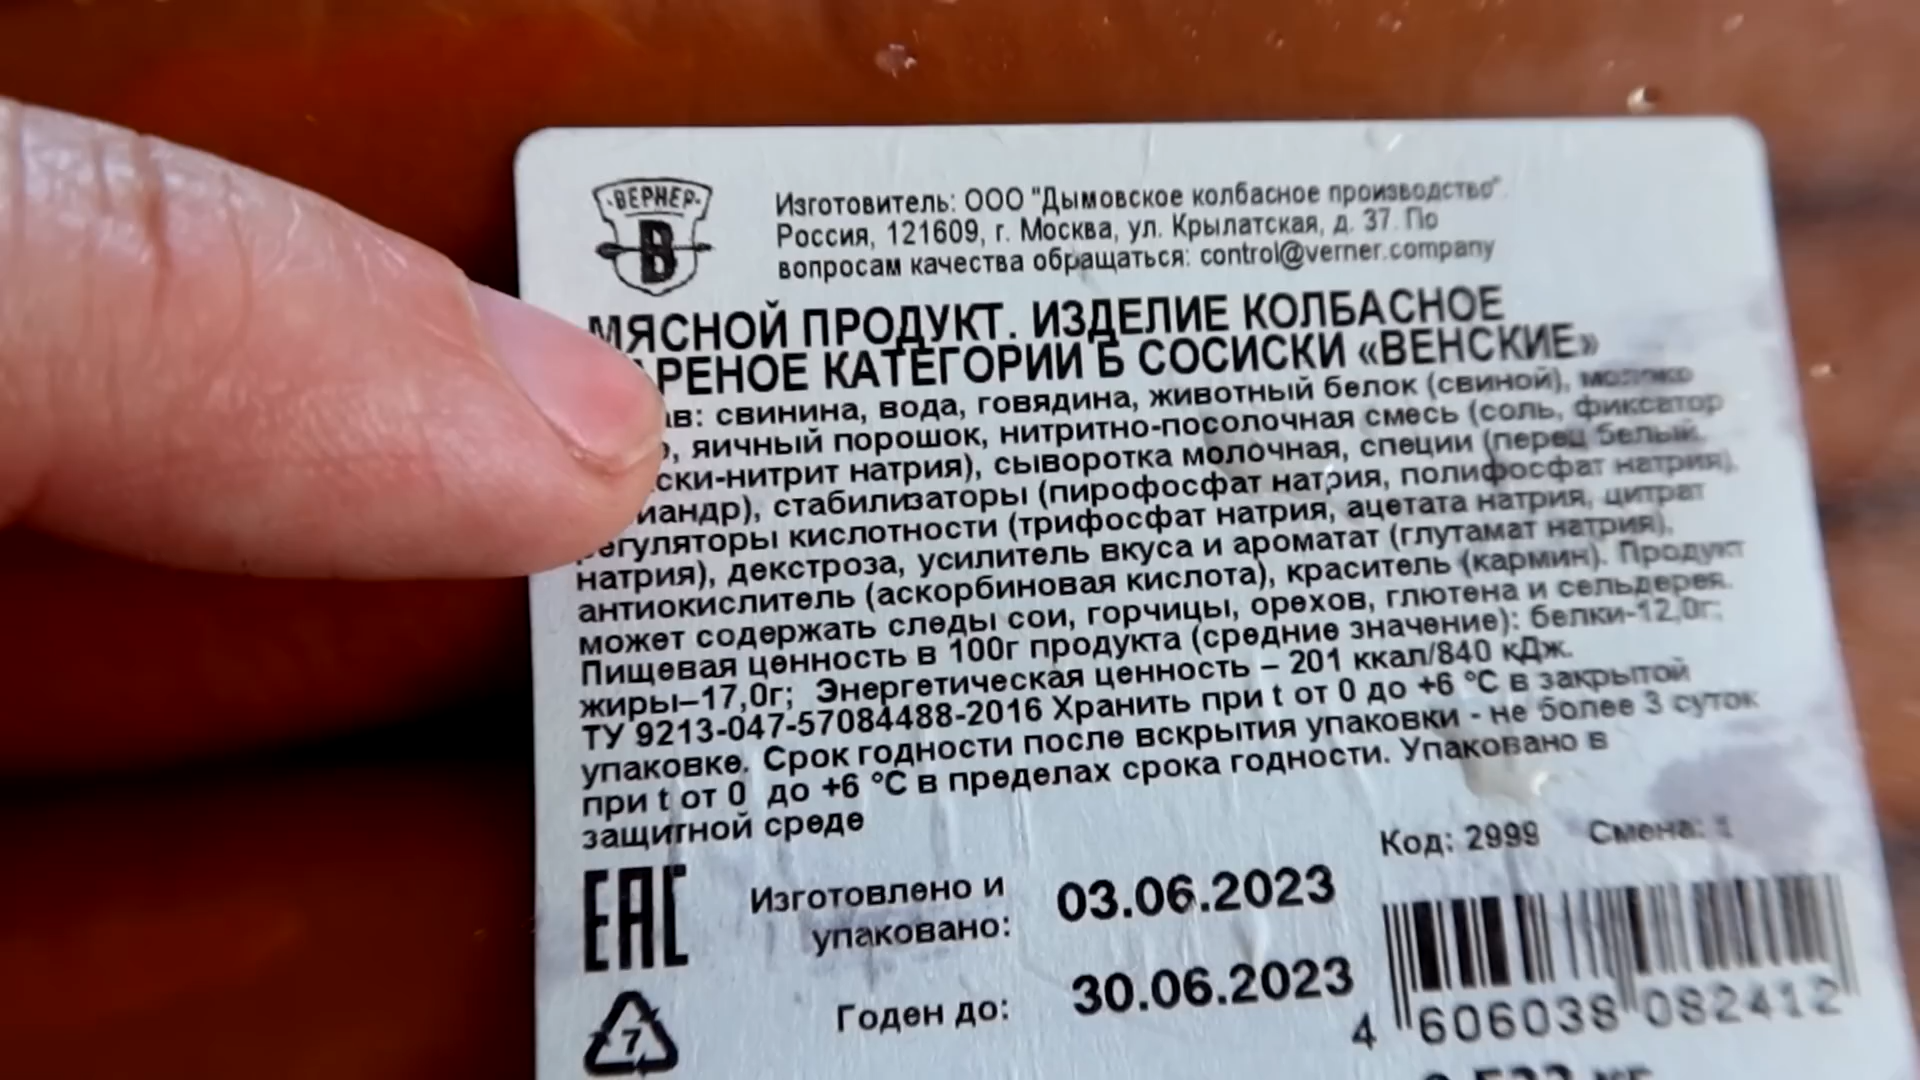 ВЕРНЕР
В
Изготовитель: ООО "Дымовское колбасное производство".
Россия, 121609, г. Москва, ул. Крылатская, д. 37. По
вопросам качества обращаться: control@verner.company
МЯСНОЙ ПРОДУКТ. ИЗДЕЛИЕ КОЛБАСНОЕ
АРЕНОЕ КАТЕГОРИИ Б СОСИСКИ «ВЕНСКИЕ»
ав: свинина, вода, говядина, животный белок (свиной), молоко
, яичный порошок, нитритно-посолочная смесь (соль, фиксатор
ски-нитрит натрия), сыворотка молочная, специи (перец белый,
иандр), стабилизаторы (пирофосфат натрия, полифосфат натрия),
регуляторы кислотности (трифосфат натрия, ацетата натрия, цитрат
натрия), декстроза, усилитель вкуса и ароматат (глутамат натрия),
антиокислитель (аскорбиновая кислота), краситель (кармин). Продукт
может содержать следы сои, горчицы, орехов, глютена и сельдерея.
Пищевая ценность в 100г продукта (средние значение): белки-12,0г;
жиры–17,0г; Энергетическая ценность – 201 ккал/840 кДж.
ТУ 9213-047-57084488-2016 Хранить при t от 0 до +6 °С в закрытой
упаковке. Срок годности после вскрытия упаковки - не более 3 суток
при t от 0 до +6 °С в пределах срока годности. Упаковано в
защитной среде
Код: 2999 Смена: 1
ЕАС
Изготовлено и
упаковано: 03.06.2023
Годен до: 30.06.2023
7
4 606038 082412